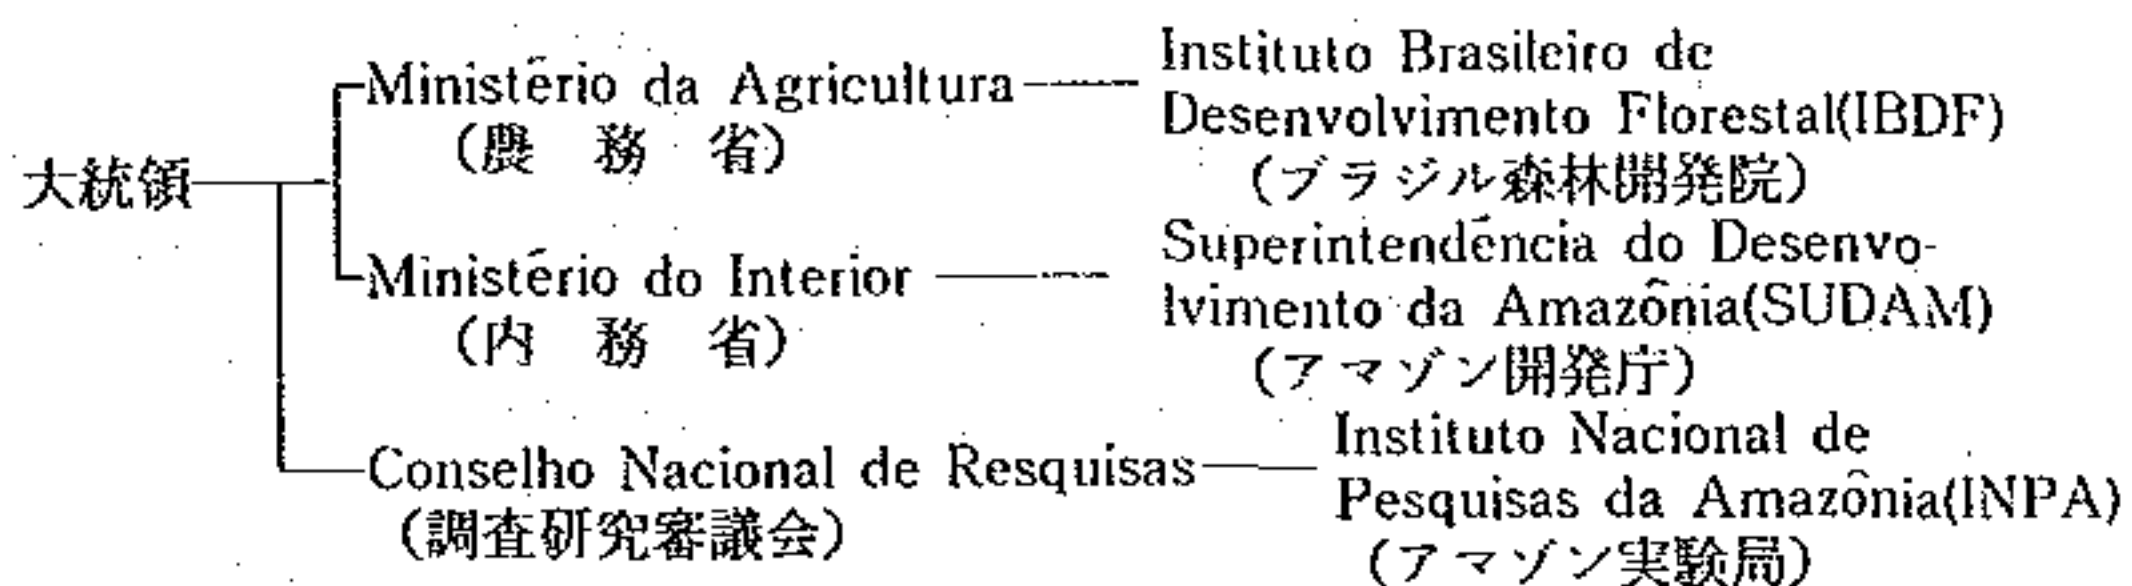 大統領
Ministério da Agricultura
(農務省)
Instituto Brasileiro de
Desenvolvimento Florestal(IBDF)
(ブラジル森林開発院)
Ministério do Interior
(内務省)
Superintendência do Desenvo-
lvimento da Amazônia(SUDAM)
(アマゾン開発庁)
Conselho Nacional de Resquisas
(調査研究審議会)
Instituto Nacional de
Pesquisas da Amazônia(INPA)
(アマゾン実験局)